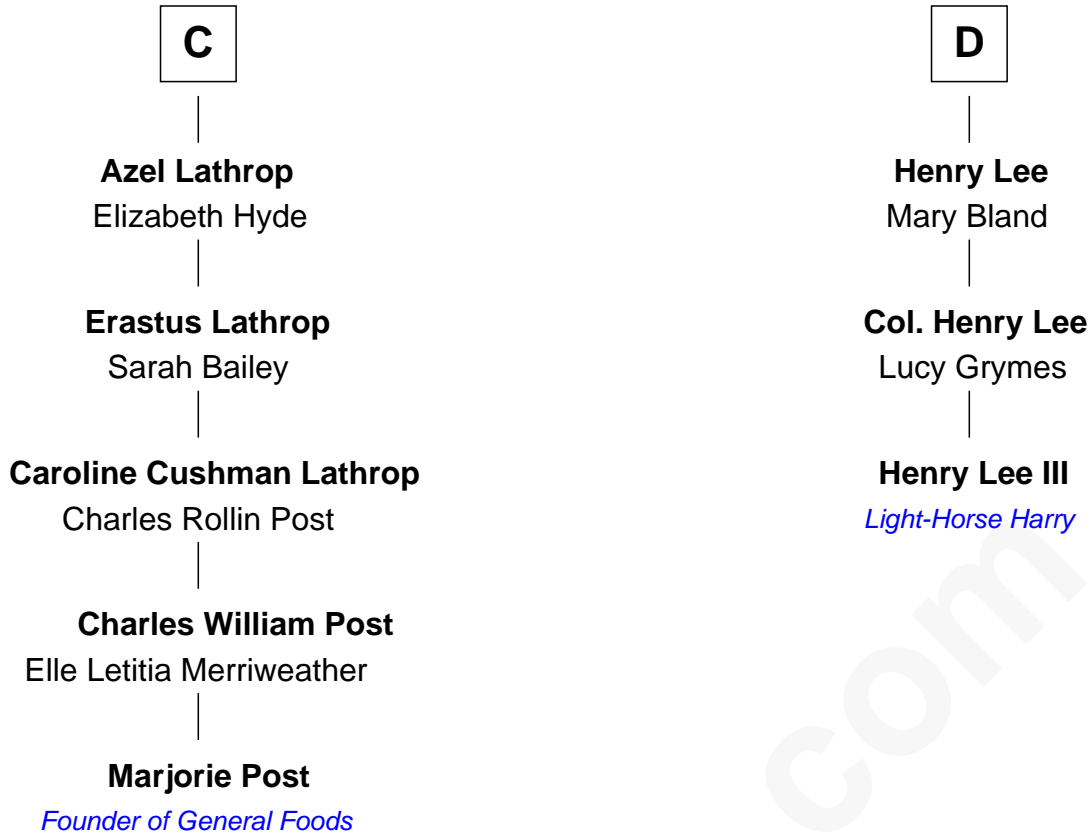 C
Azel Lathrop
Elizabeth Hyde
Erastus Lathrop
Sarah Bailey
Caroline Cushman Lathrop
Charles Rollin Post
Charles William Post
Elle Letitia Merriweather
Marjorie Post
Founder of General Foods
D
Henry Lee
Mary Bland
Col. Henry Lee
Lucy Grymes
Henry Lee III
Light-Horse Harry
com